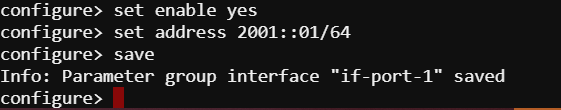 configure> set enable yes
configure> set address 2001::01/64
configure> save
Info: Parameter group interface "if-port-1" saved
configure>